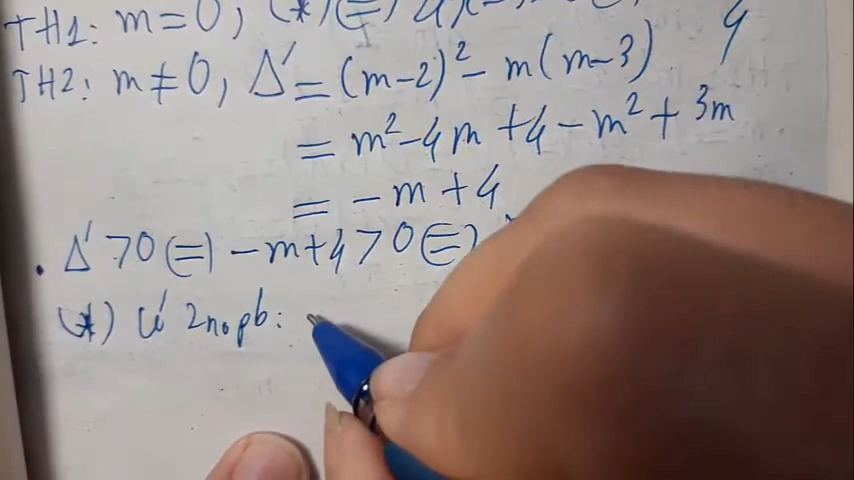 TH1: m = 0, (*) (=)
TH2: m ≠ 0, Δ' = (m-2)² - m(m-3)
= m² - 4m + 4 - m² + 3m
= - m + 4
• Δ' > 0 (=) - m + 4 > 0 (=)
(*) có 2 no pb: